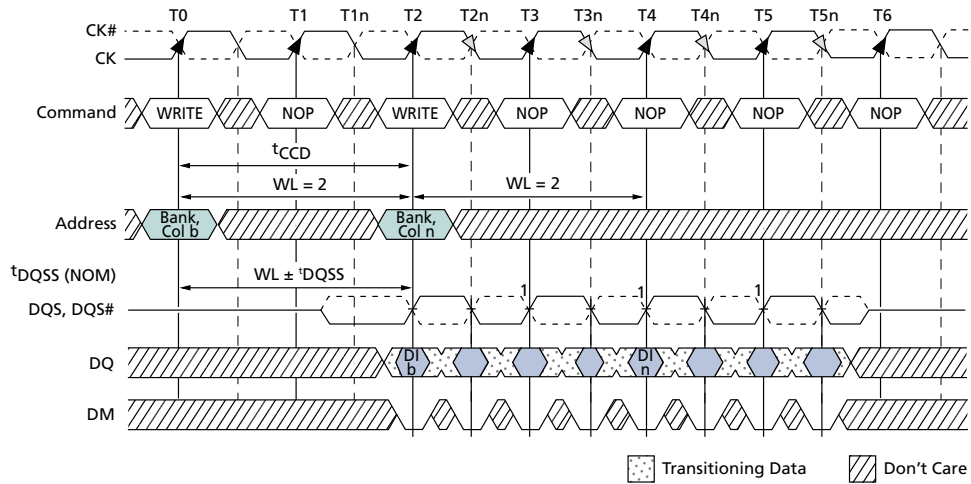 T0 T1 T1n T2 T2n T3 T3n T4 T4n T5 T5n T6
CK#
CK
Command WRITE NOP WRITE NOP NOP NOP NOP
tCCD
WL = 2 WL = 2
Address Bank, Col b Bank, Col n
tDQSS (NOM) WL ± tDQSS
DQS, DQS# 1 1 1
DQ DI b DI n
DM
Transitioning Data Don't Care